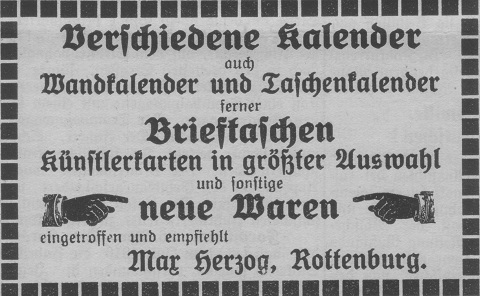 Verschiedene Kalender
auch
Wandkalender und Taschenkalender
ferner
Brieftaschen
Künstlerkarten in größter Auswahl
und sonstige
neue Waren
eingetroffen und empfiehlt
Max Herzog, Rottenburg.